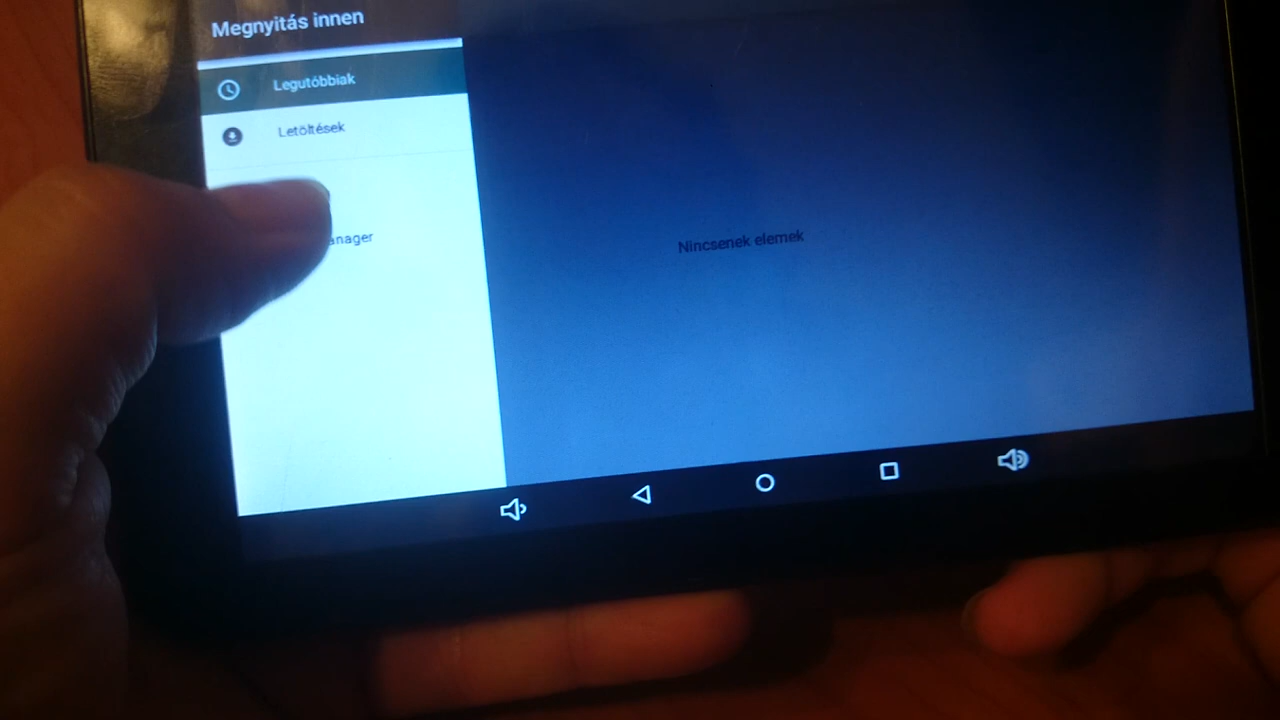 Megnyitás innen
Legutóbbiak
Letöltések
anager
Nincsenek elemek